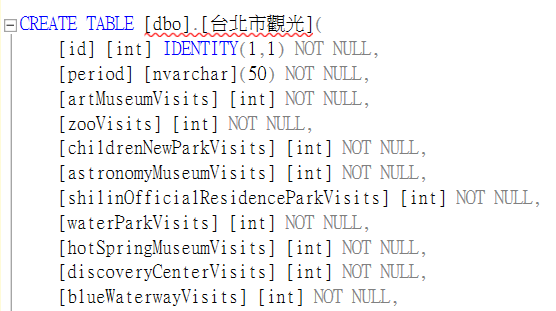 CREATE TABLE [dbo].[台北市觀光](
[id] [int] IDENTITY(1,1) NOT NULL,
[period] [nvarchar](50) NOT NULL,
[artMuseumVisits] [int] NOT NULL,
[zooVisits] [int] NOT NULL,
[childrenNewParkVisits] [int] NOT NULL,
[astronomyMuseumVisits] [int] NOT NULL,
[shilinOfficialResidenceParkVisits] [int] NOT NULL,
[waterParkVisits] [int] NOT NULL,
[hotSpringMuseumVisits] [int] NOT NULL,
[discoveryCenterVisits] [int] NOT NULL,
[blueWaterwayVisits] [int] NOT NULL,